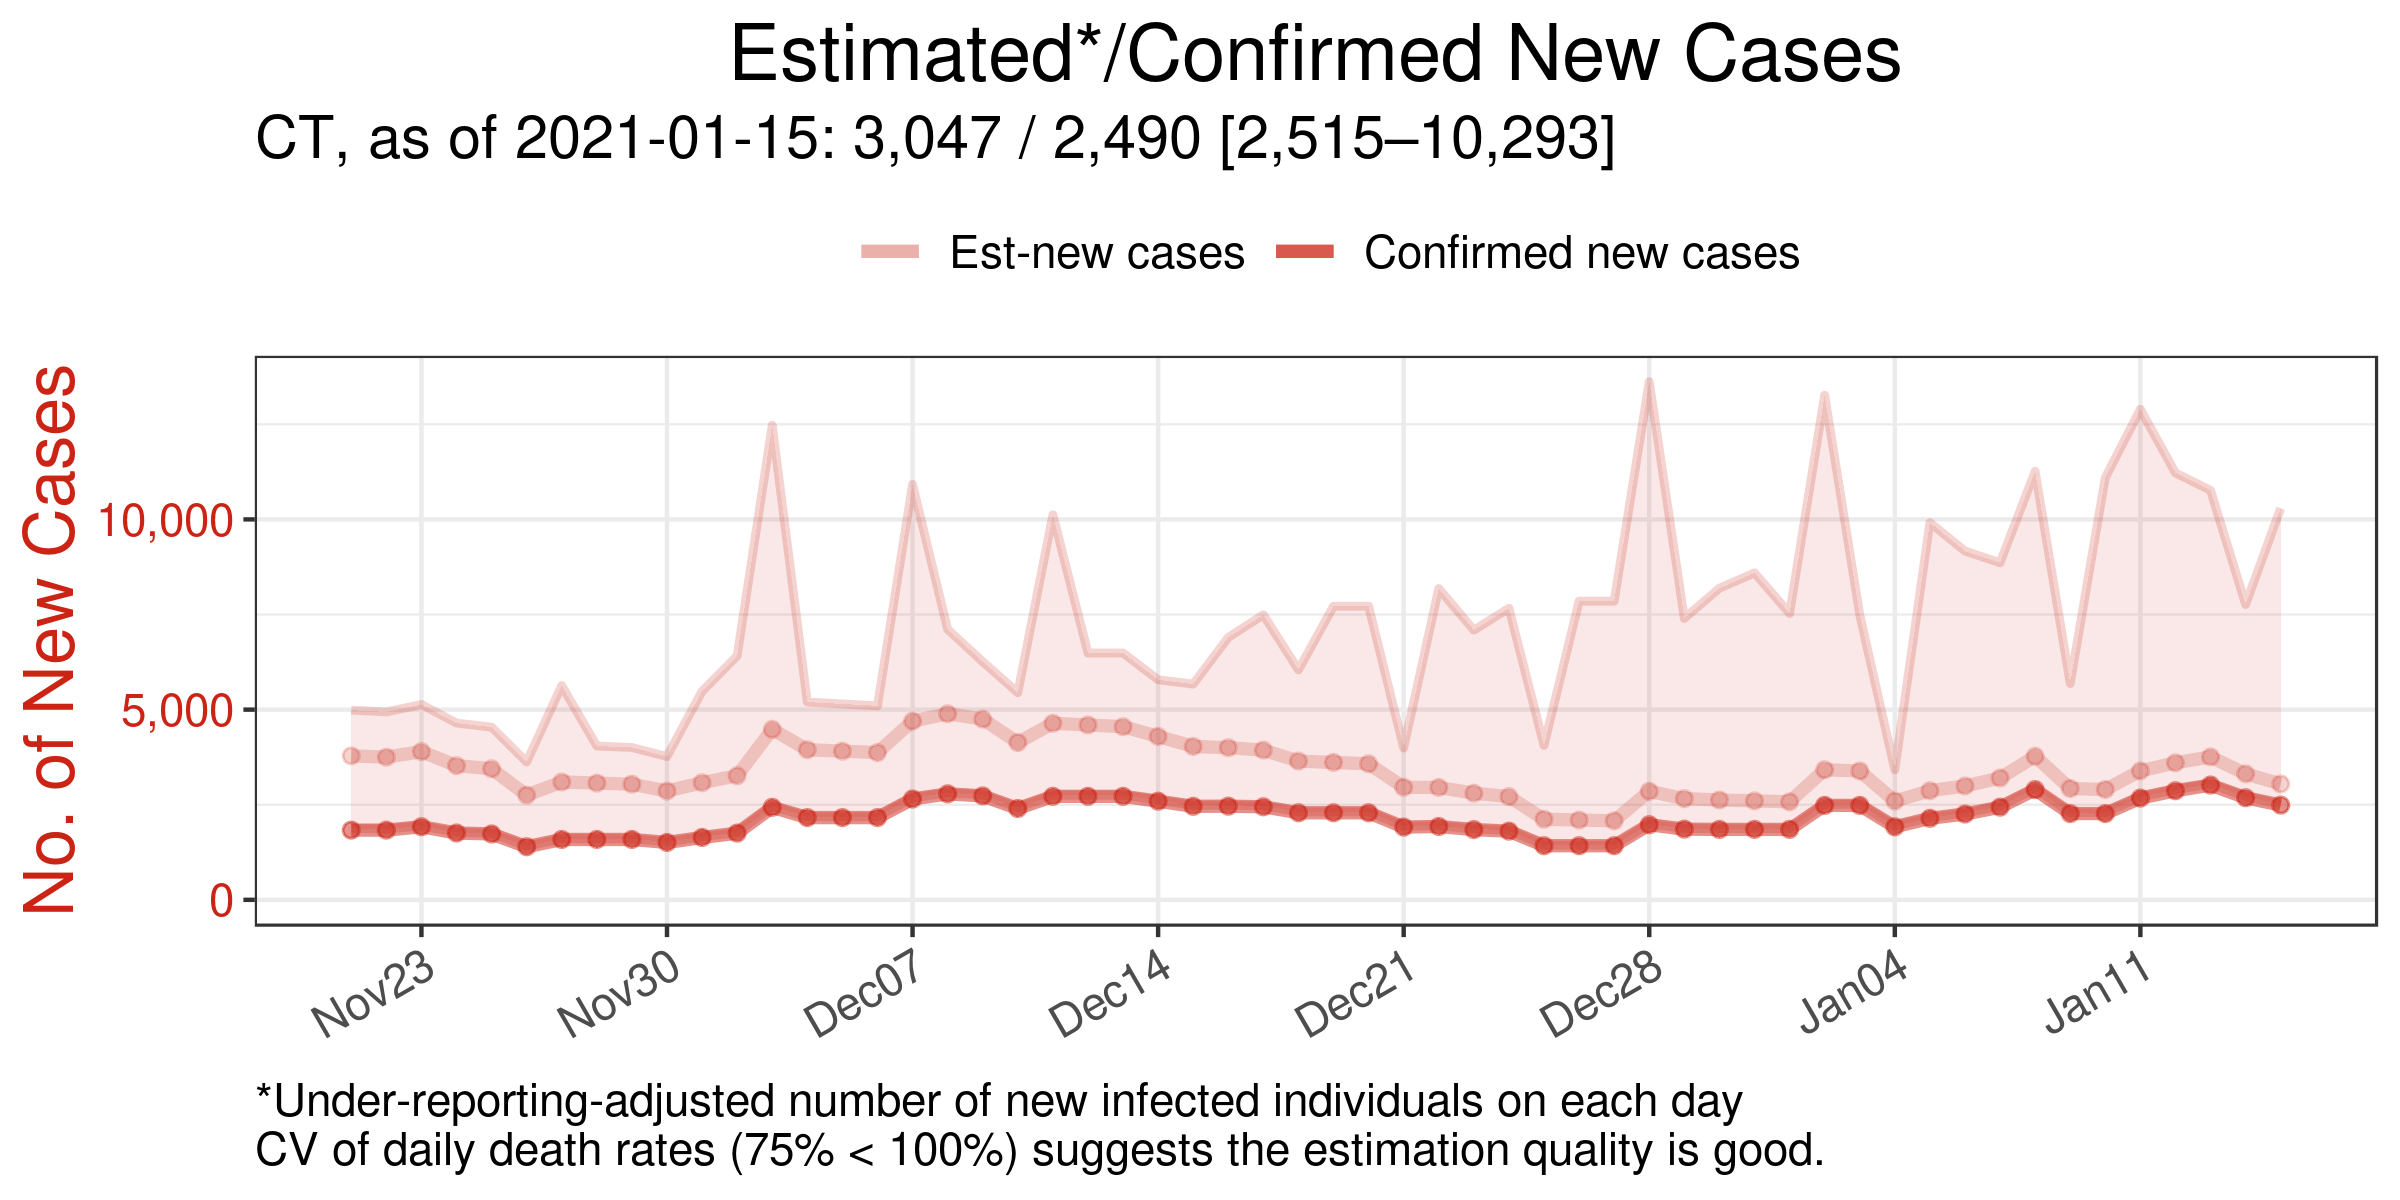 Estimated*/Confirmed New Cases
CT, as of 2021-01-15: 3,047 / 2,490 [2,515–10,293]
Est-new cases Confirmed new cases
No. of New Cases
10,000
5,000
0
Nov23 Nov30 Dec07 Dec14 Dec21 Dec28 Jan04 Jan11
*Under-reporting-adjusted number of new infected individuals on each day
CV of daily death rates (75% < 100%) suggests the estimation quality is good.